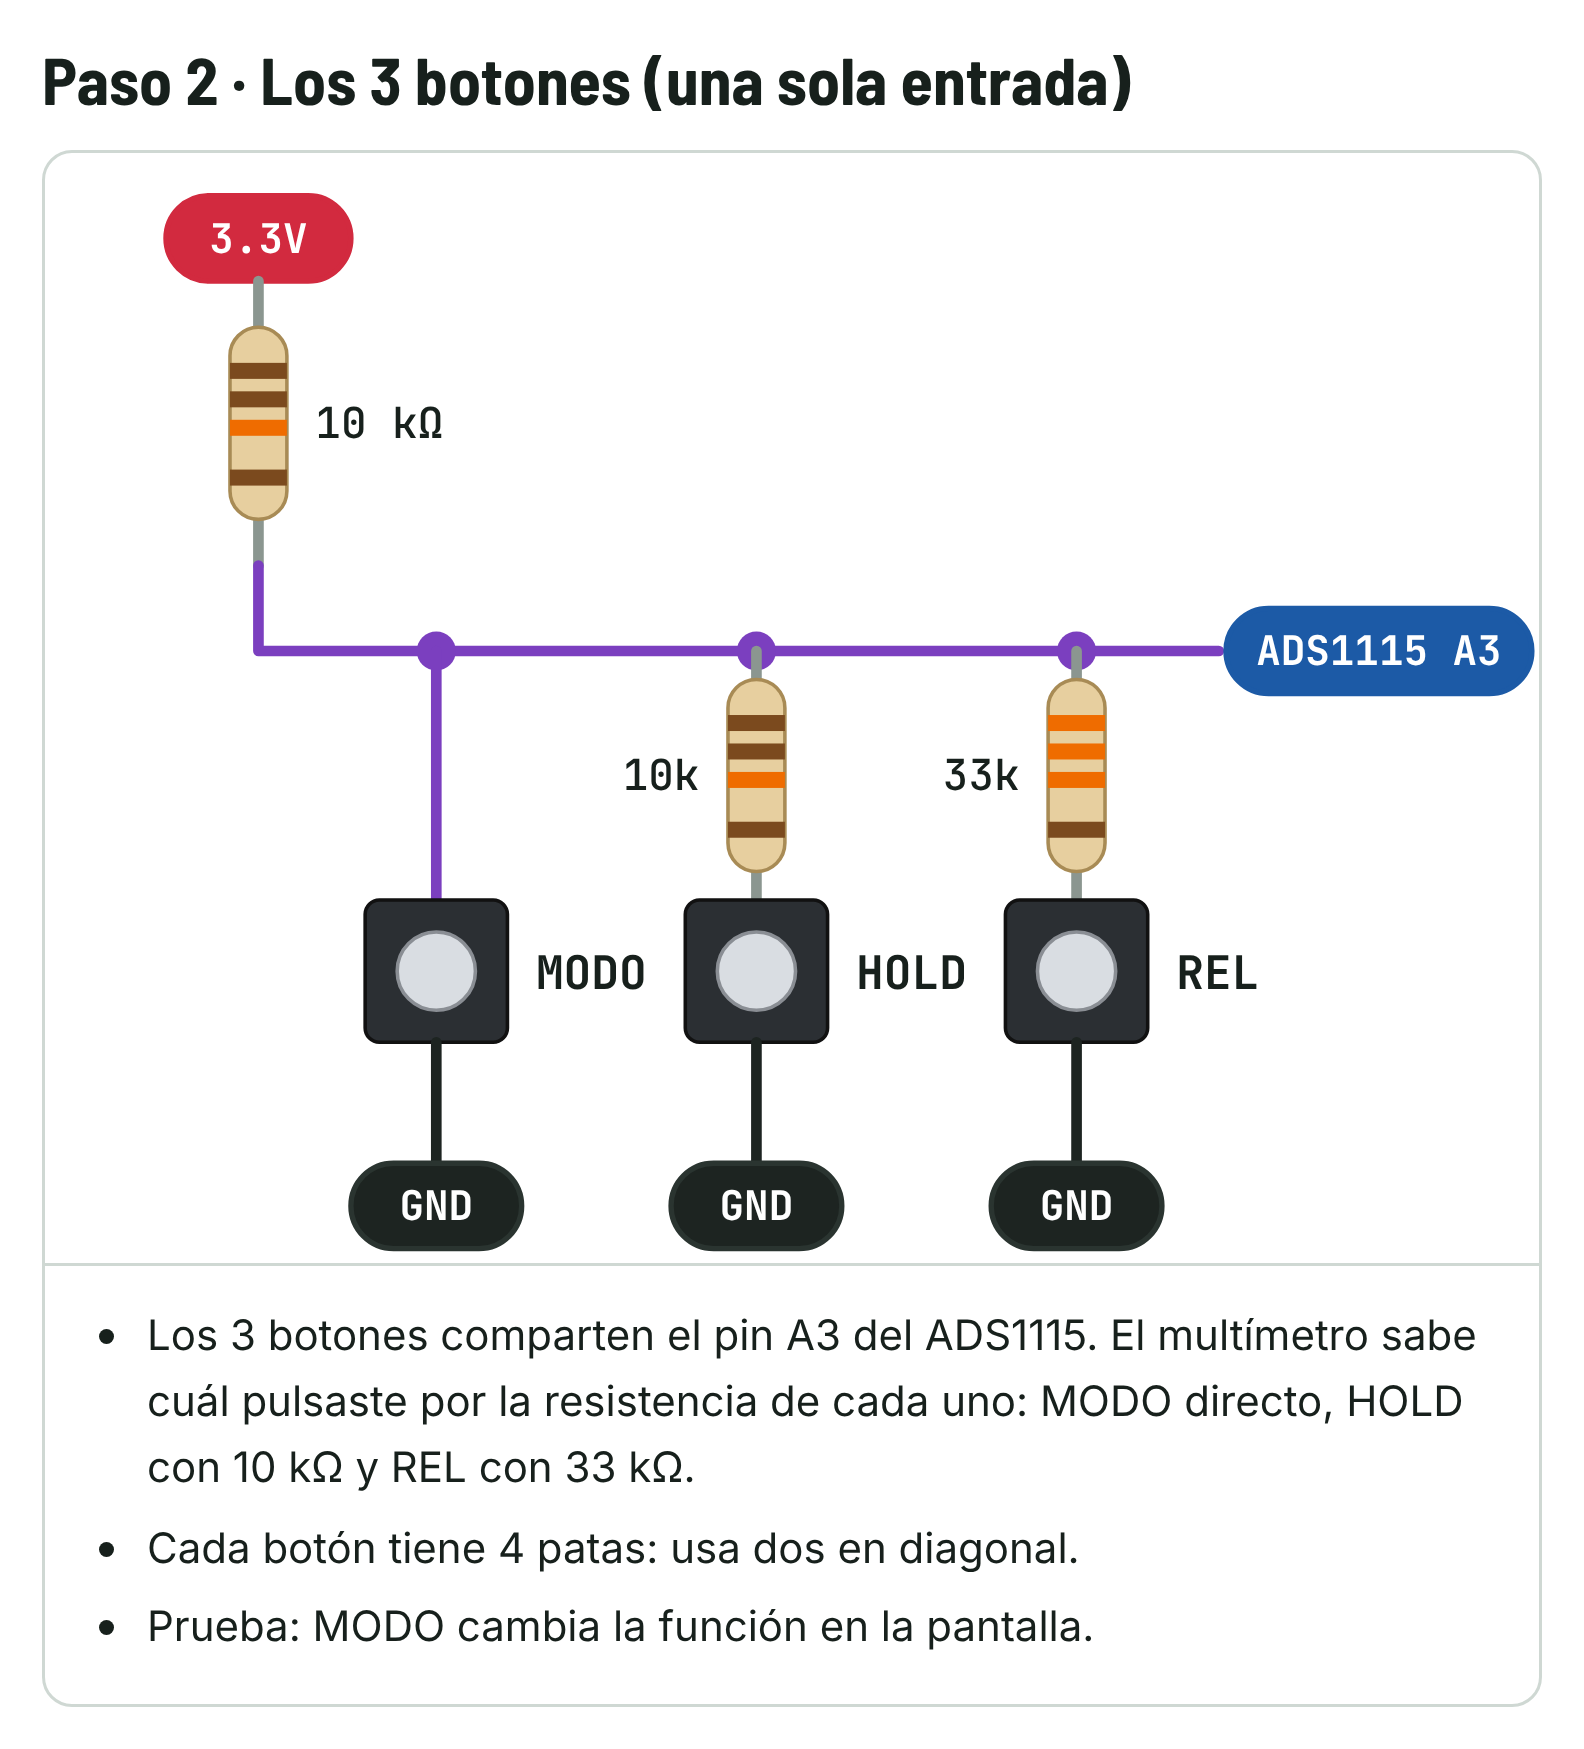 Paso 2 · Los 3 botones (una sola entrada)
3.3V
10 kΩ
ADS1115 A3
10k
33k
MODO
HOLD
REL
GND
GND
GND
• Los 3 botones comparten el pin A3 del ADS1115. El multímetro sabe
cuál pulsaste por la resistencia de cada uno: MODO directo, HOLD
con 10 kΩ y REL con 33 kΩ.
• Cada botón tiene 4 patas: usa dos en diagonal.
• Prueba: MODO cambia la función en la pantalla.